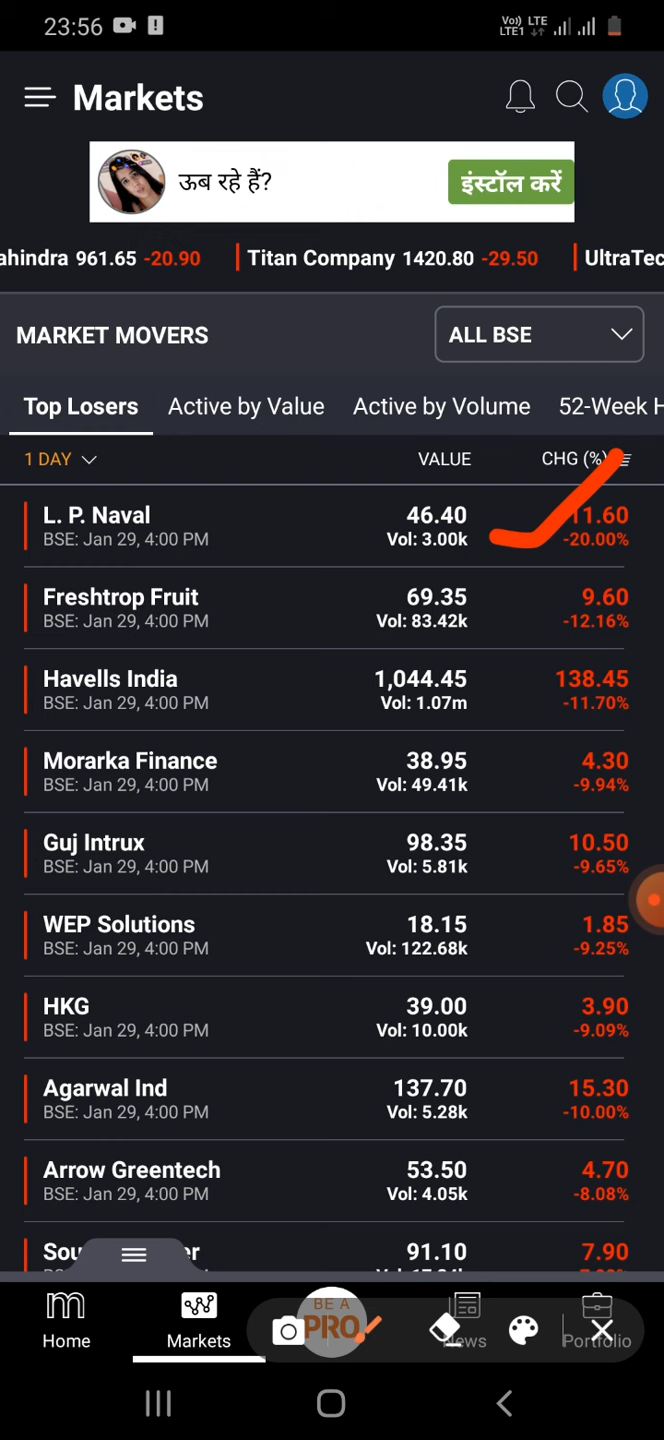 23:56
Vo)) LTE
LTE1
Markets
ऊब रहे हैं?
इंस्टॉल करें
ahindra 961.65 -20.90 Titan Company 1420.80 -29.50 UltraTec
MARKET MOVERS
ALL BSE
Top Losers Active by Value Active by Volume 52-Week H
1 DAY VALUE CHG (%)
L. P. Naval 46.40 11.60
BSE: Jan 29, 4:00 PM Vol: 3.00k -20.00%
Freshtrop Fruit 69.35 9.60
BSE: Jan 29, 4:00 PM Vol: 83.42k -12.16%
Havells India 1,044.45 138.45
BSE: Jan 29, 4:00 PM Vol: 1.07m -11.70%
Morarka Finance 38.95 4.30
BSE: Jan 29, 4:00 PM Vol: 49.41k -9.94%
Guj Intrux 98.35 10.50
BSE: Jan 29, 4:00 PM Vol: 5.81k -9.65%
WEP Solutions 18.15 1.85
BSE: Jan 29, 4:00 PM Vol: 122.68k -9.25%
HKG 39.00 3.90
BSE: Jan 29, 4:00 PM Vol: 10.00k -9.09%
Agarwal Ind 137.70 15.30
BSE: Jan 29, 4:00 PM Vol: 5.28k -10.00%
Arrow Greentech 53.50 4.70
BSE: Jan 29, 4:00 PM Vol: 4.05k -8.08%
91.10 7.90
BE A
PRO
Home Markets News Portfolio